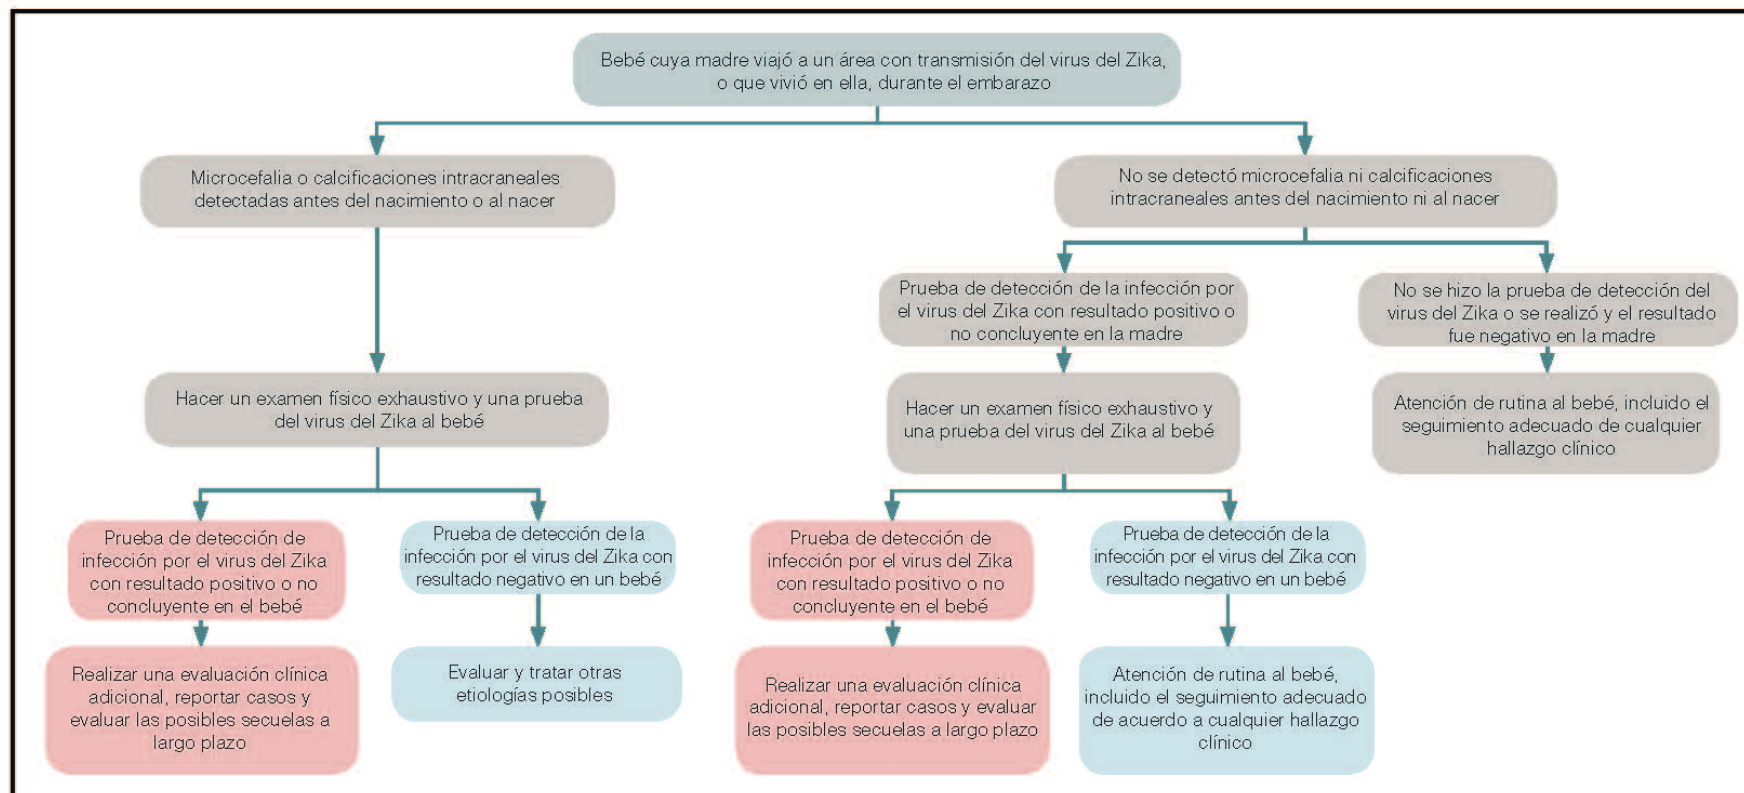 Bebé cuya madre viajó a un área con transmisión del virus del Zika,
o que vivió en ella, durante el embarazo
Microcefalia o calcificaciones intracraneales
detectadas antes del nacimiento o al nacer
No se detectó microcefalia ni calcificaciones
intracraneales antes del nacimiento ni al nacer
Prueba de detección de la infección por
el virus del Zika con resultado positivo o
no concluyente en la madre
No se hizo la prueba de detección del
virus del Zika o se realizó y el resultado
fue negativo en la madre
Hacer un examen físico exhaustivo y una prueba
del virus del Zika al bebé
Hacer un examen físico exhaustivo y
una prueba del virus del Zika al bebé
Atención de rutina al bebé, incluido el
seguimiento adecuado de cualquier
hallazgo clínico
Prueba de detección de
infección por el virus del Zika
con resultado positivo o no
concluyente en el bebé
Prueba de detección de la
infección por el virus del Zika con
resultado negativo en un bebé
Prueba de detección de
infección por el virus del Zika
con resultado positivo o no
concluyente en el bebé
Prueba de detección de la
infección por el virus del Zika con
resultado negativo en un bebé
Realizar una evaluación clínica
adicional, reportar casos y
evaluar las posibles secuelas a
largo plazo
Evaluar y tratar otras
etiologías posibles
Realizar una evaluación clínica
adicional, reportar casos y evaluar
las posibles secuelas a largo plazo
Atención de rutina al bebé,
incluido el seguimiento adecuado
de acuerdo a cualquier hallazgo
clínico